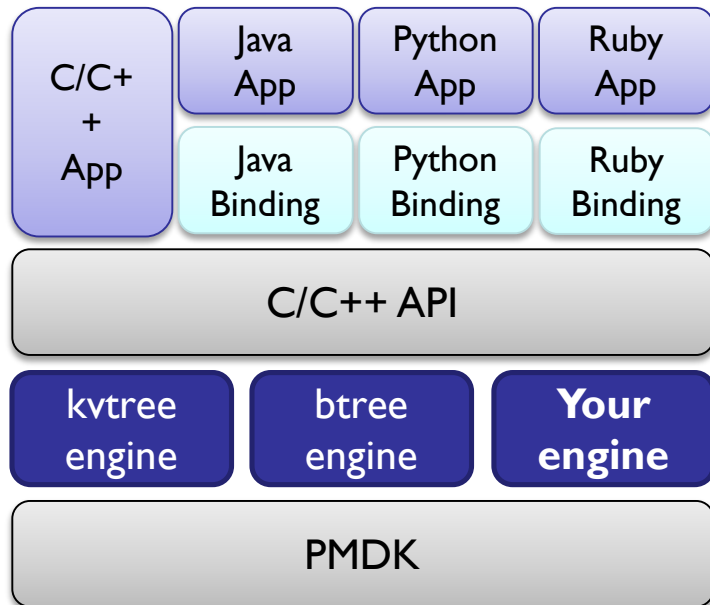 C/C+
+
App
Java
App
Python
App
Ruby
App
Java
Binding
Python
Binding
Ruby
Binding
C/C++ API
kvtree
engine
btree
engine
Your
engine
PMDK